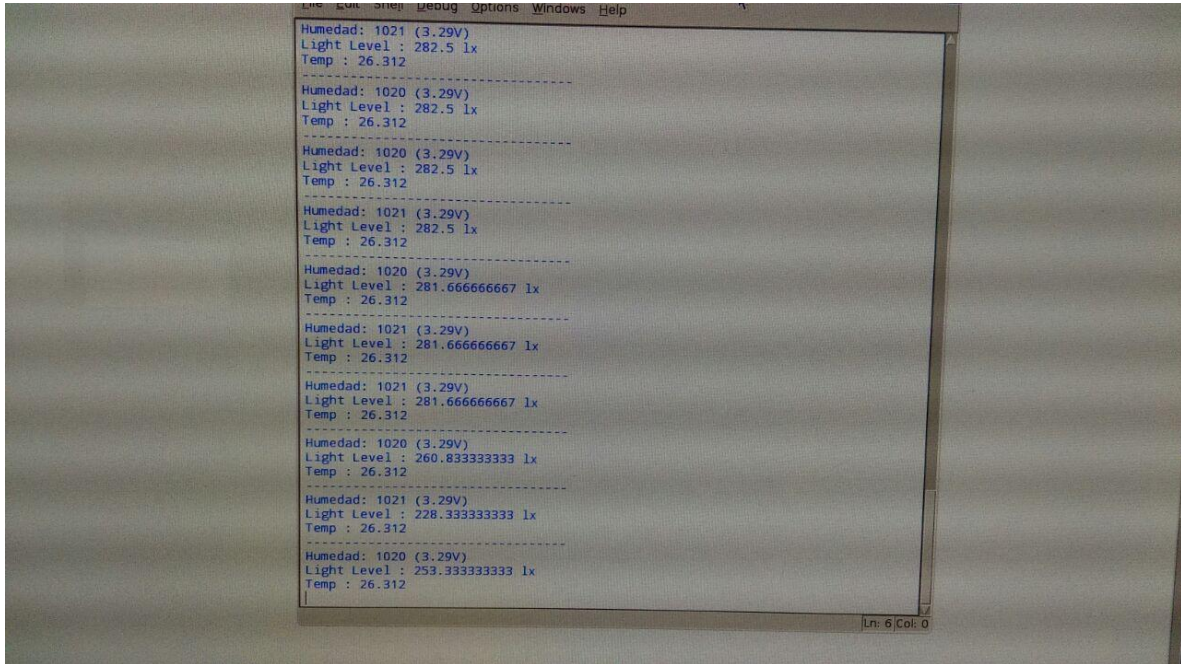 File Edit Shell Debug Options Windows Help
Humedad: 1021 (3.29V)
Light Level : 282.5 lx
Temp : 26.312
--------------------------------
Humedad: 1020 (3.29V)
Light Level : 282.5 lx
Temp : 26.312
--------------------------------
Humedad: 1020 (3.29V)
Light Level : 282.5 lx
Temp : 26.312
--------------------------------
Humedad: 1021 (3.29V)
Light Level : 282.5 lx
Temp : 26.312
--------------------------------
Humedad: 1020 (3.29V)
Light Level : 281.666666667 lx
Temp : 26.312
--------------------------------
Humedad: 1021 (3.29V)
Light Level : 281.666666667 lx
Temp : 26.312
--------------------------------
Humedad: 1021 (3.29V)
Light Level : 281.666666667 lx
Temp : 26.312
--------------------------------
Humedad: 1020 (3.29V)
Light Level : 260.833333333 lx
Temp : 26.312
--------------------------------
Humedad: 1021 (3.29V)
Light Level : 228.333333333 lx
Temp : 26.312
--------------------------------
Humedad: 1020 (3.29V)
Light Level : 253.333333333 lx
Temp : 26.312
Ln: 6 Col: 0